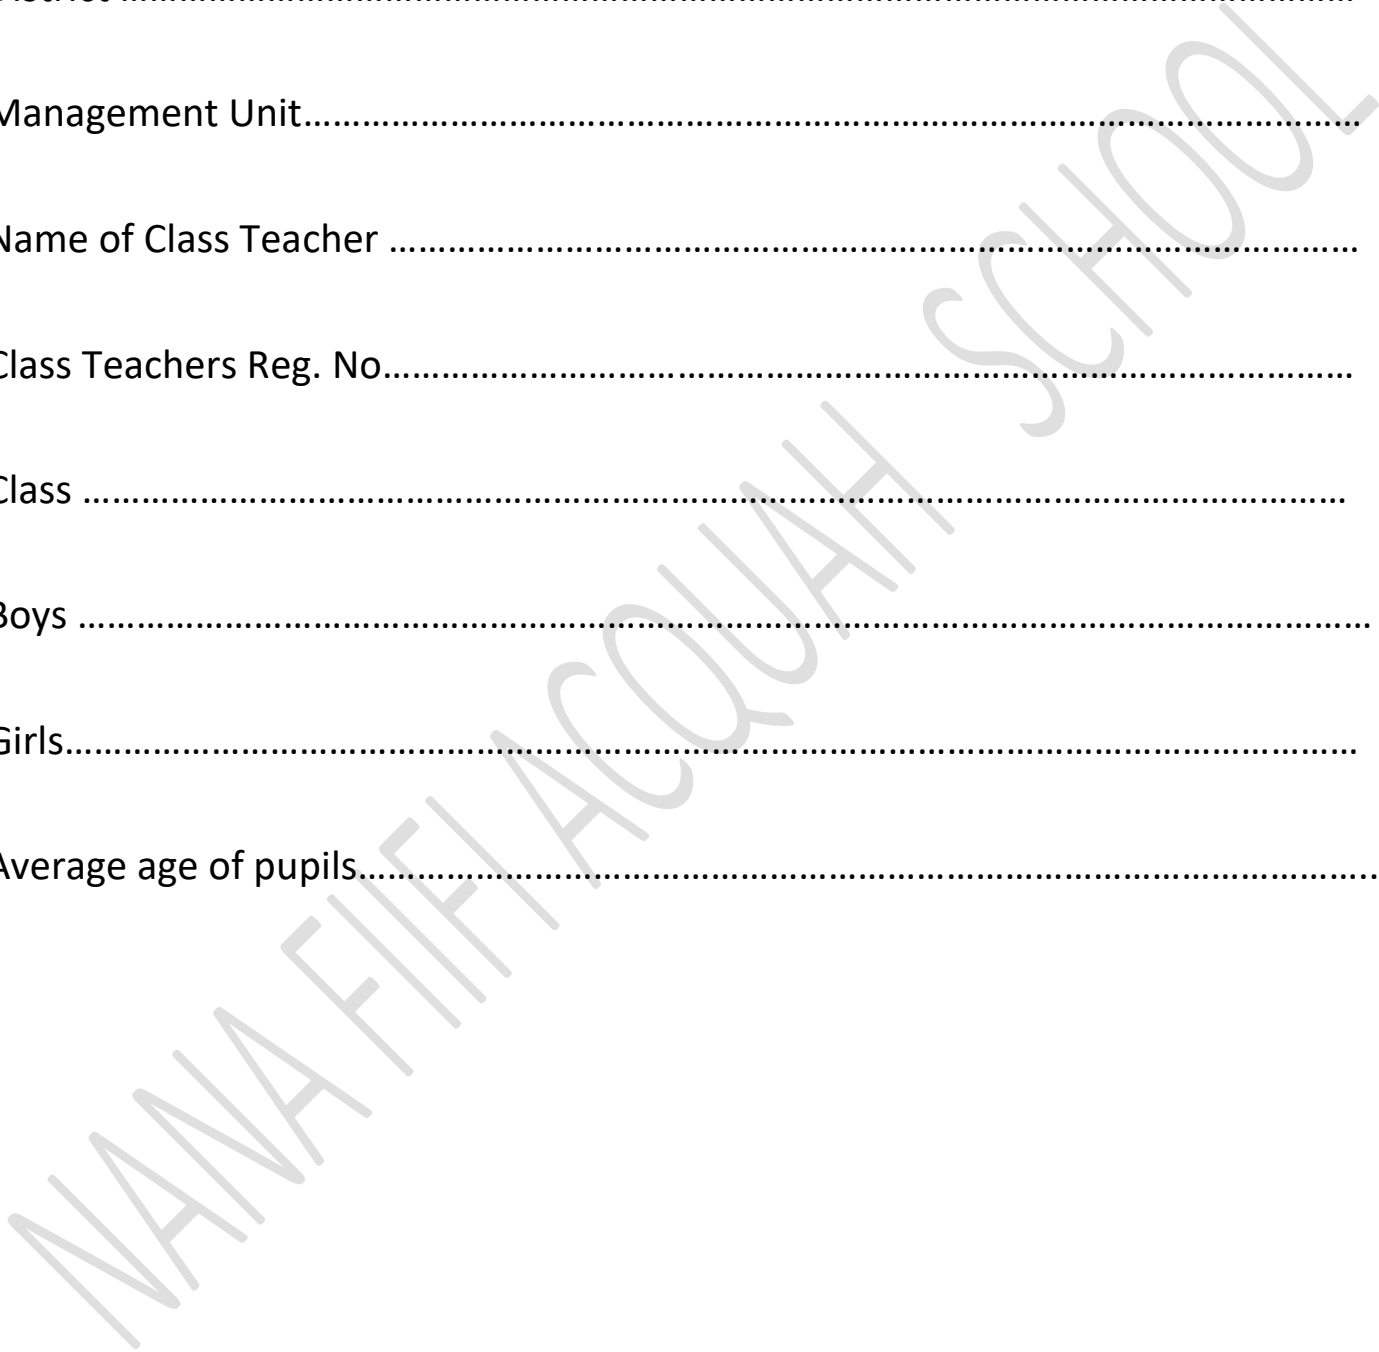 District ……………………………………………………………………………………………………………
Management Unit……………………………………………………………………………………………
Name of Class Teacher ……………………………………………………………………………………
Class Teachers Reg. No……………………………………………………………………………………
Class ………………………………………………………………………………………………………………
Boys …………………………………………………………………………………………………………………
Girls…………………………………………………………………………………………………………………
Average age of pupils…………………………………………………………………………………………..
NANA FIIFI ACQUAH SCHOOL